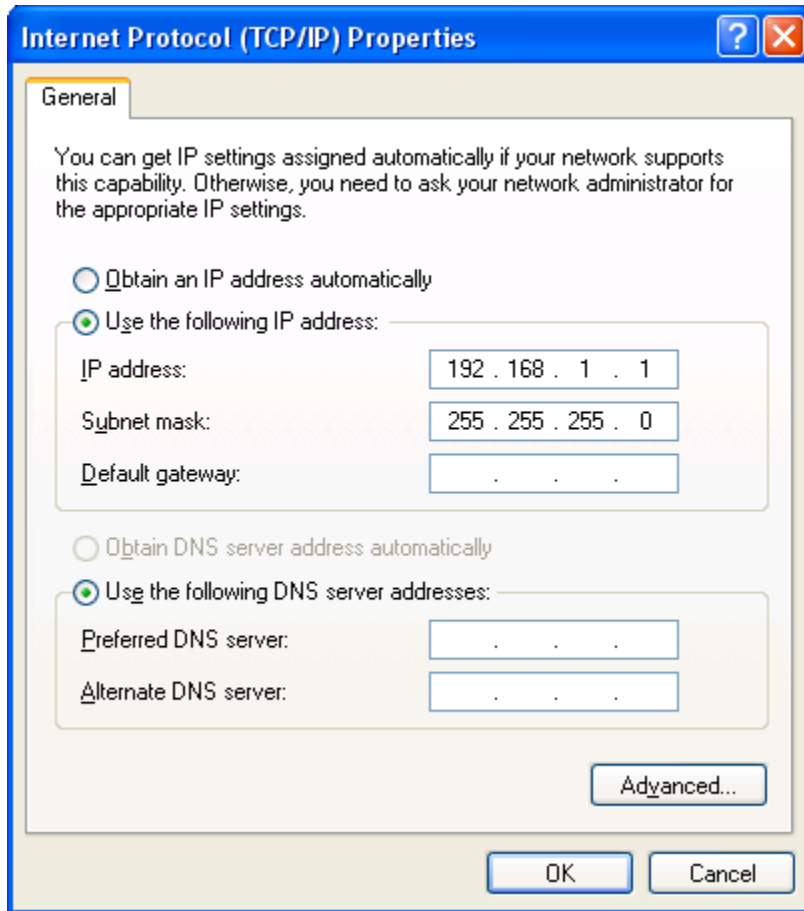 Internet Protocol (TCP/IP) Properties
?
General
You can get IP settings assigned automatically if your network supports
this capability. Otherwise, you need to ask your network administrator for
the appropriate IP settings.
Obtain an IP address automatically
Use the following IP address:
IP address: 192 . 168 . 1 . 1
Subnet mask: 255 . 255 . 255 . 0
Default gateway: . . .
Obtain DNS server address automatically
Use the following DNS server addresses:
Preferred DNS server: . . .
Alternate DNS server: . . .
Advanced...
OK Cancel